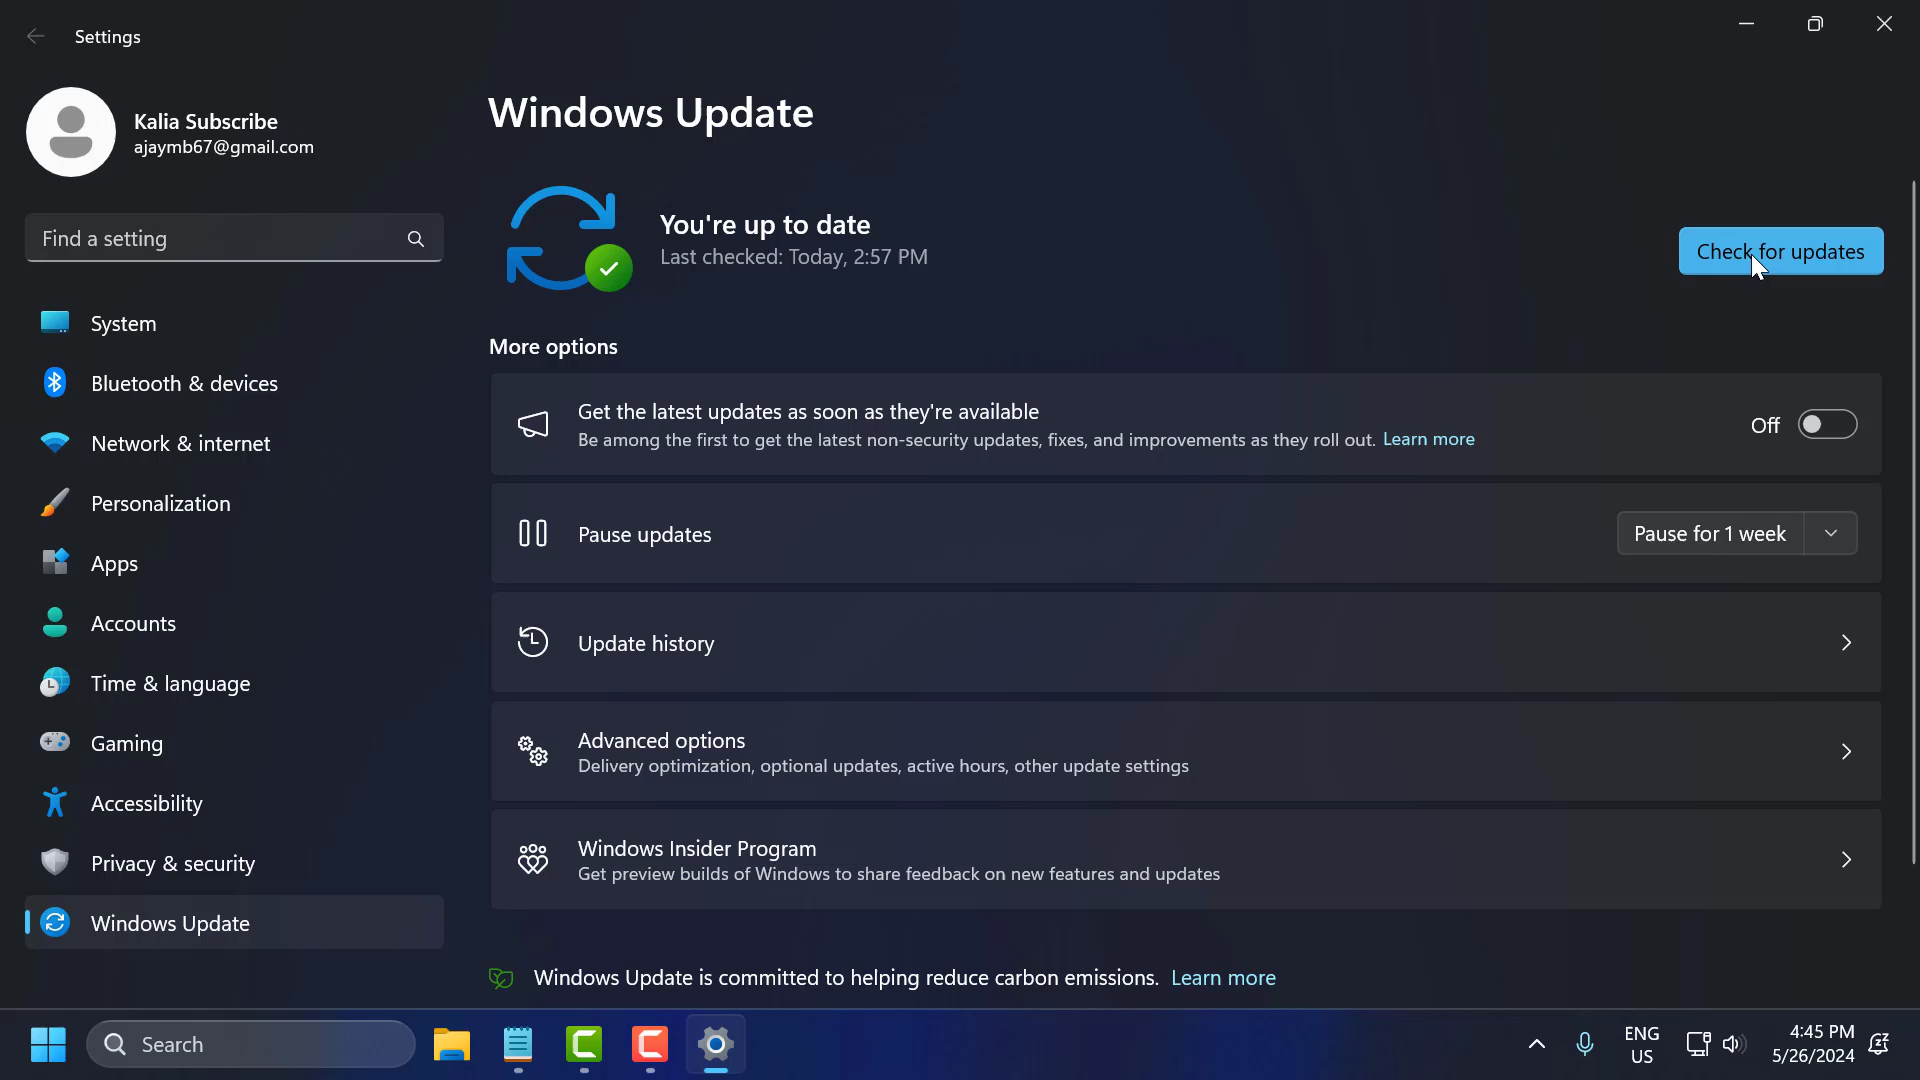 Settings
Kalia Subscribe
ajaymb67@gmail.com
Find a setting
System
Bluetooth & devices
Network & internet
Personalization
Apps
Accounts
Time & language
Gaming
Accessibility
Privacy & security
Windows Update
Windows Update
You're up to date
Last checked: Today, 2:57 PM
Check for updates
More options
Get the latest updates as soon as they're available
Be among the first to get the latest non-security updates, fixes, and improvements as they roll out. Learn more
Off
Pause updates
Pause for 1 week
Update history
Advanced options
Delivery optimization, optional updates, active hours, other update settings
Windows Insider Program
Get preview builds of Windows to share feedback on new features and updates
Windows Update is committed to helping reduce carbon emissions. Learn more
Search
ENG
US
4:45 PM
5/26/2024